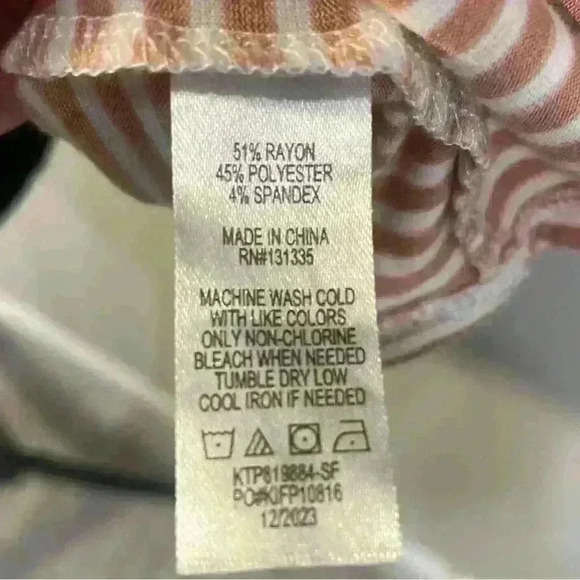 51% RAYON
45% POLYESTER
4% SPANDEX
MADE IN CHINA
RN#131335
MACHINE WASH COLD
WITH LIKE COLORS
ONLY NON-CHLORINE
BLEACH WHEN NEEDED
TUMBLE DRY LOW
COOL IRON IF NEEDED
KTP819884-SF
PO#KIFP10816
12/2023